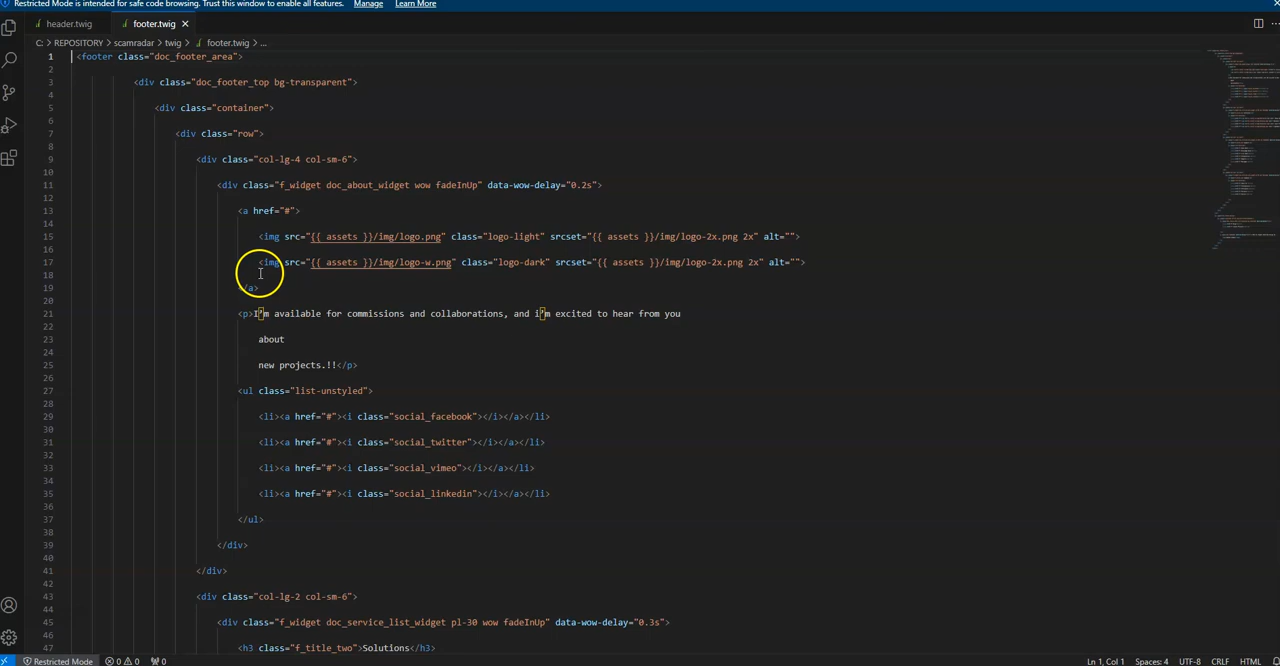 Restricted Mode is intended for safe code browsing. Trust this window to enable all features. Manage Learn More
header.twig footer.twig
C: > REPOSITORY > scamradar > twig > footer.twig > ...
1 <footer class="doc_footer_area">
2
3 <div class="doc_footer_top bg-transparent">
4
5 <div class="container">
6
7 <div class="row">
8
9 <div class="col-lg-4 col-sm-6">
10
11 <div class="f_widget doc_about_widget wow fadeInUp" data-wow-delay="0.2s">
12
13 <a href="#">
14
15 <img src="{{ assets }}/img/logo.png" class="logo-light" srcset="{{ assets }}/img/logo-2x.png 2x" alt="">
16
17 <img src="{{ assets }}/img/logo-w.png" class="logo-dark" srcset="{{ assets }}/img/logo-2x.png 2x" alt="">
18
19 </a>
20
21 <p>I’m available for commissions and collaborations, and i’m excited to hear from you
22
23 about
24
25 new projects.!!</p>
26
27 <ul class="list-unstyled">
28
29 <li><a href="#"><i class="social_facebook"></i></a></li>
30
31 <li><a href="#"><i class="social_twitter"></i></a></li>
32
33 <li><a href="#"><i class="social_vimeo"></i></a></li>
34
35 <li><a href="#"><i class="social_linkedin"></i></a></li>
36
37 </ul>
38
39 </div>
40
41 </div>
42
43 <div class="col-lg-2 col-sm-6">
44
45 <div class="f_widget doc_service_list_widget pl-30 wow fadeInUp" data-wow-delay="0.3s">
46
47 <h3 class="f_title_two">Solutions</h3>
Restricted Mode 0 0 0 Ln 1, Col 1 Spaces: 4 UTF-8 CRLF HTML